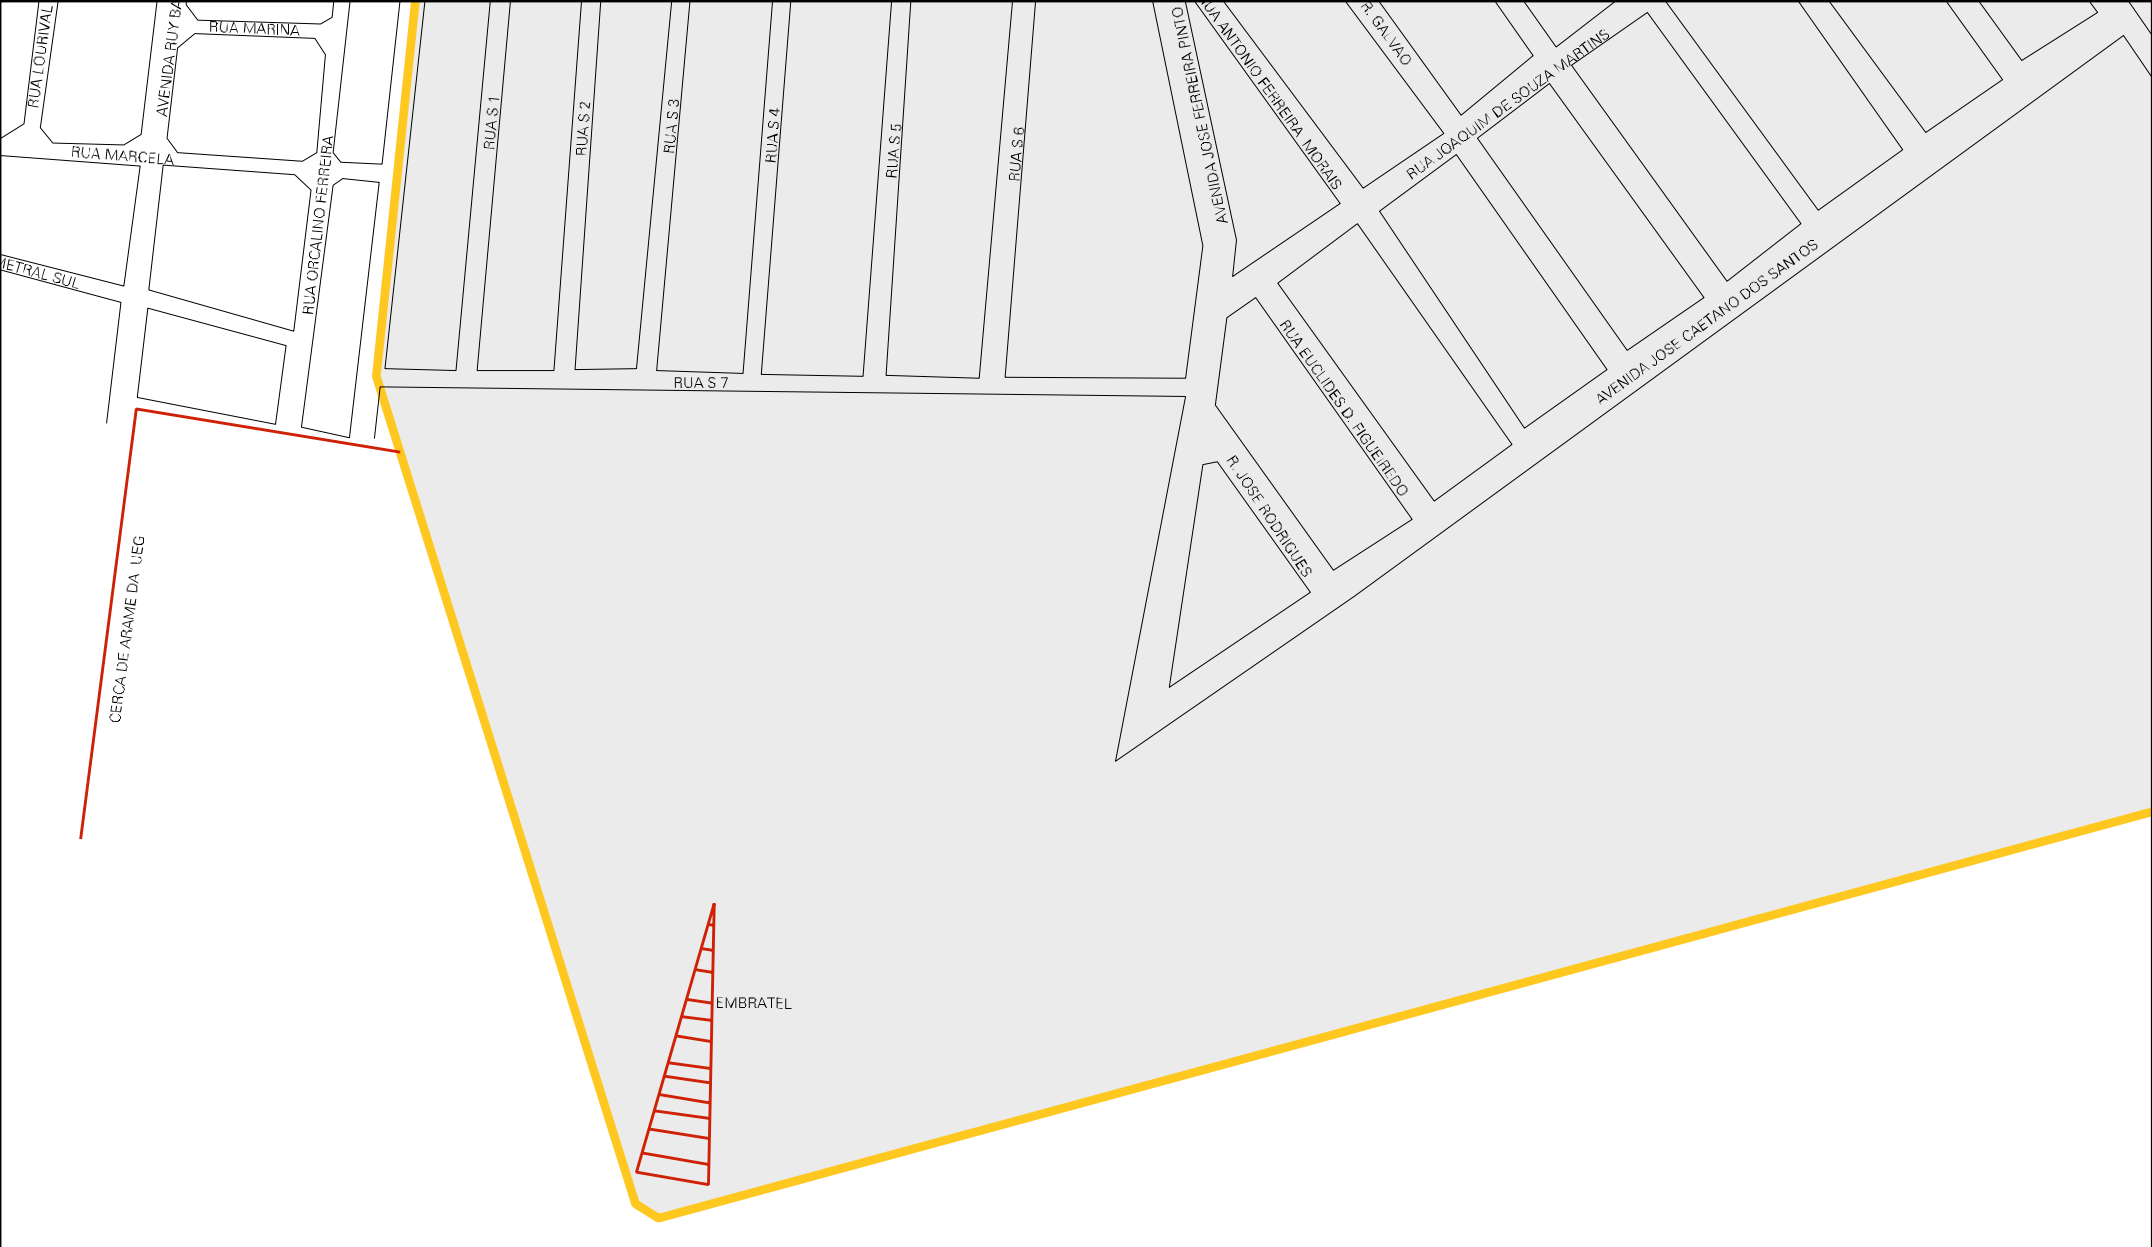 RUA LOURIVAL
AVENIDA RUY
RUA MARINA
RUA MARCELA
RUA ORCALINO FERREIRA
SUL
RUA S 1
RUA S 2
RUA S 3
RUA S 4
RUA S 5
RUA S 6
RUA S 7
AVENIDA JOSE FERREIRA PINTO
RUA ANTONIO FERREIRA MORAIS
R. GALVAO
RUA JOAQUIM DE SOUZA MARTINS
AVENIDA JOSE CAETANO DOS SANTOS
RUA EUCLIDES D. FIGUEIREDO
R. JOSE RODRIGUES
CERCA DE ARAME DA UEG
EMBRATEL